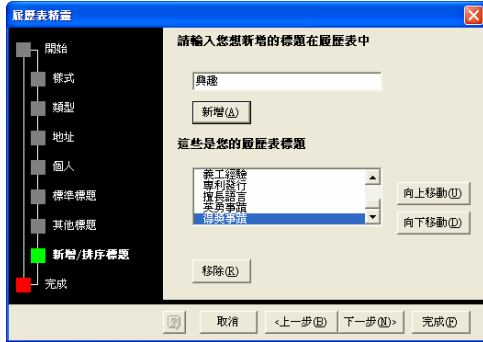 履歷表精靈
開始
樣式
類型
地址
個人
標準標題
其他標題
新增/排序標題
完成
請輸入您想新增的標題在履歷表中
興趣
新增(A)
這些是您的履歷表標題
義工經驗
專利發行
擅長語言
英勇事蹟
得獎事蹟
向上移動(U)
向下移動(D)
移除(R)
取消
<上一步(B)
下一步(N)>
完成(F)